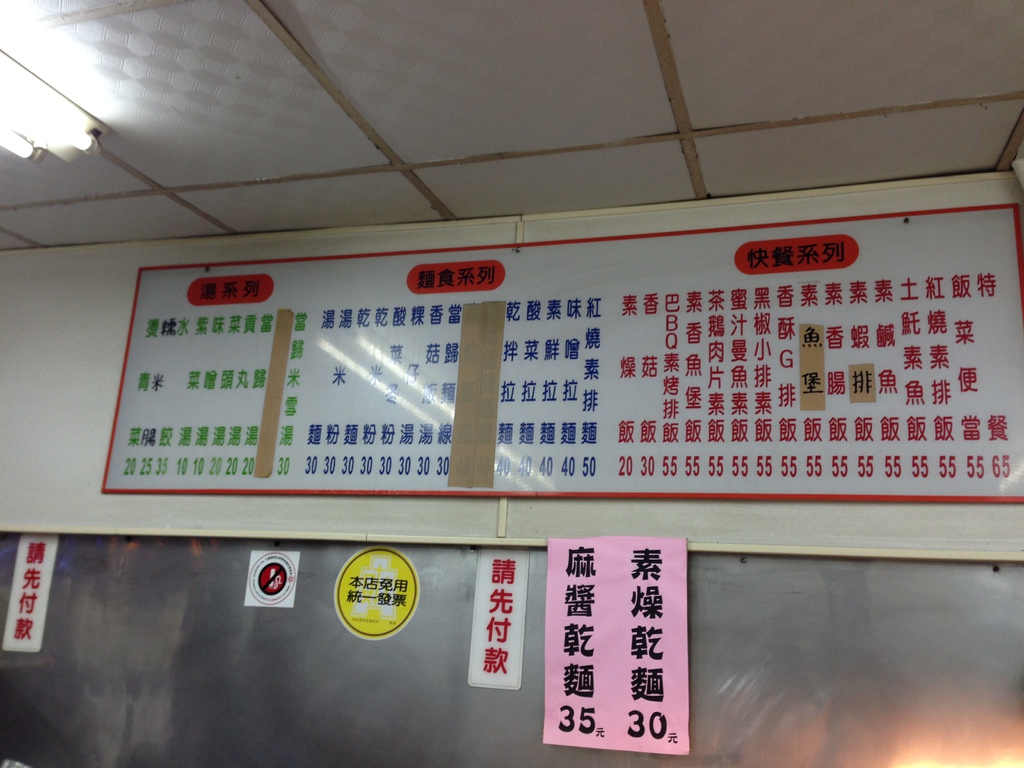 湯系列
燙青菜 20
糯米腸 25
水餃 35
紫菜湯 10
味噲湯 10
菜頭湯 20
貢丸湯 20
當歸湯 20
當歸米雪湯 30
麵食系列
湯麵 30
湯米粉 30
乾麵 30
乾米粉 30
酸菜冬粉 30
粿仔湯 30
香菇飯湯 30
當歸麵線 30
乾拌拉麵 40
酸菜拉麵 40
素鮮拉麵 40
味噲拉麵 40
紅燒素排麵 50
快餐系列
素燥飯 20
香菇飯 30
巴BQ素烤排飯 55
素香魚堡飯 55
茶鵝肉片素飯 55
蜜汁曼魚素飯 55
黑椒小排素飯 55
香酥G排飯 55
素魚堡飯 55
素香腸飯 55
素蝦排飯 55
素鹹魚飯 55
土魠素魚飯 55
紅燒素排飯 55
飯菜便當 55
特餐 65
請先付款
本店免用
統一發票
請先付款
素燥乾麵30元
麻醬乾麵35元